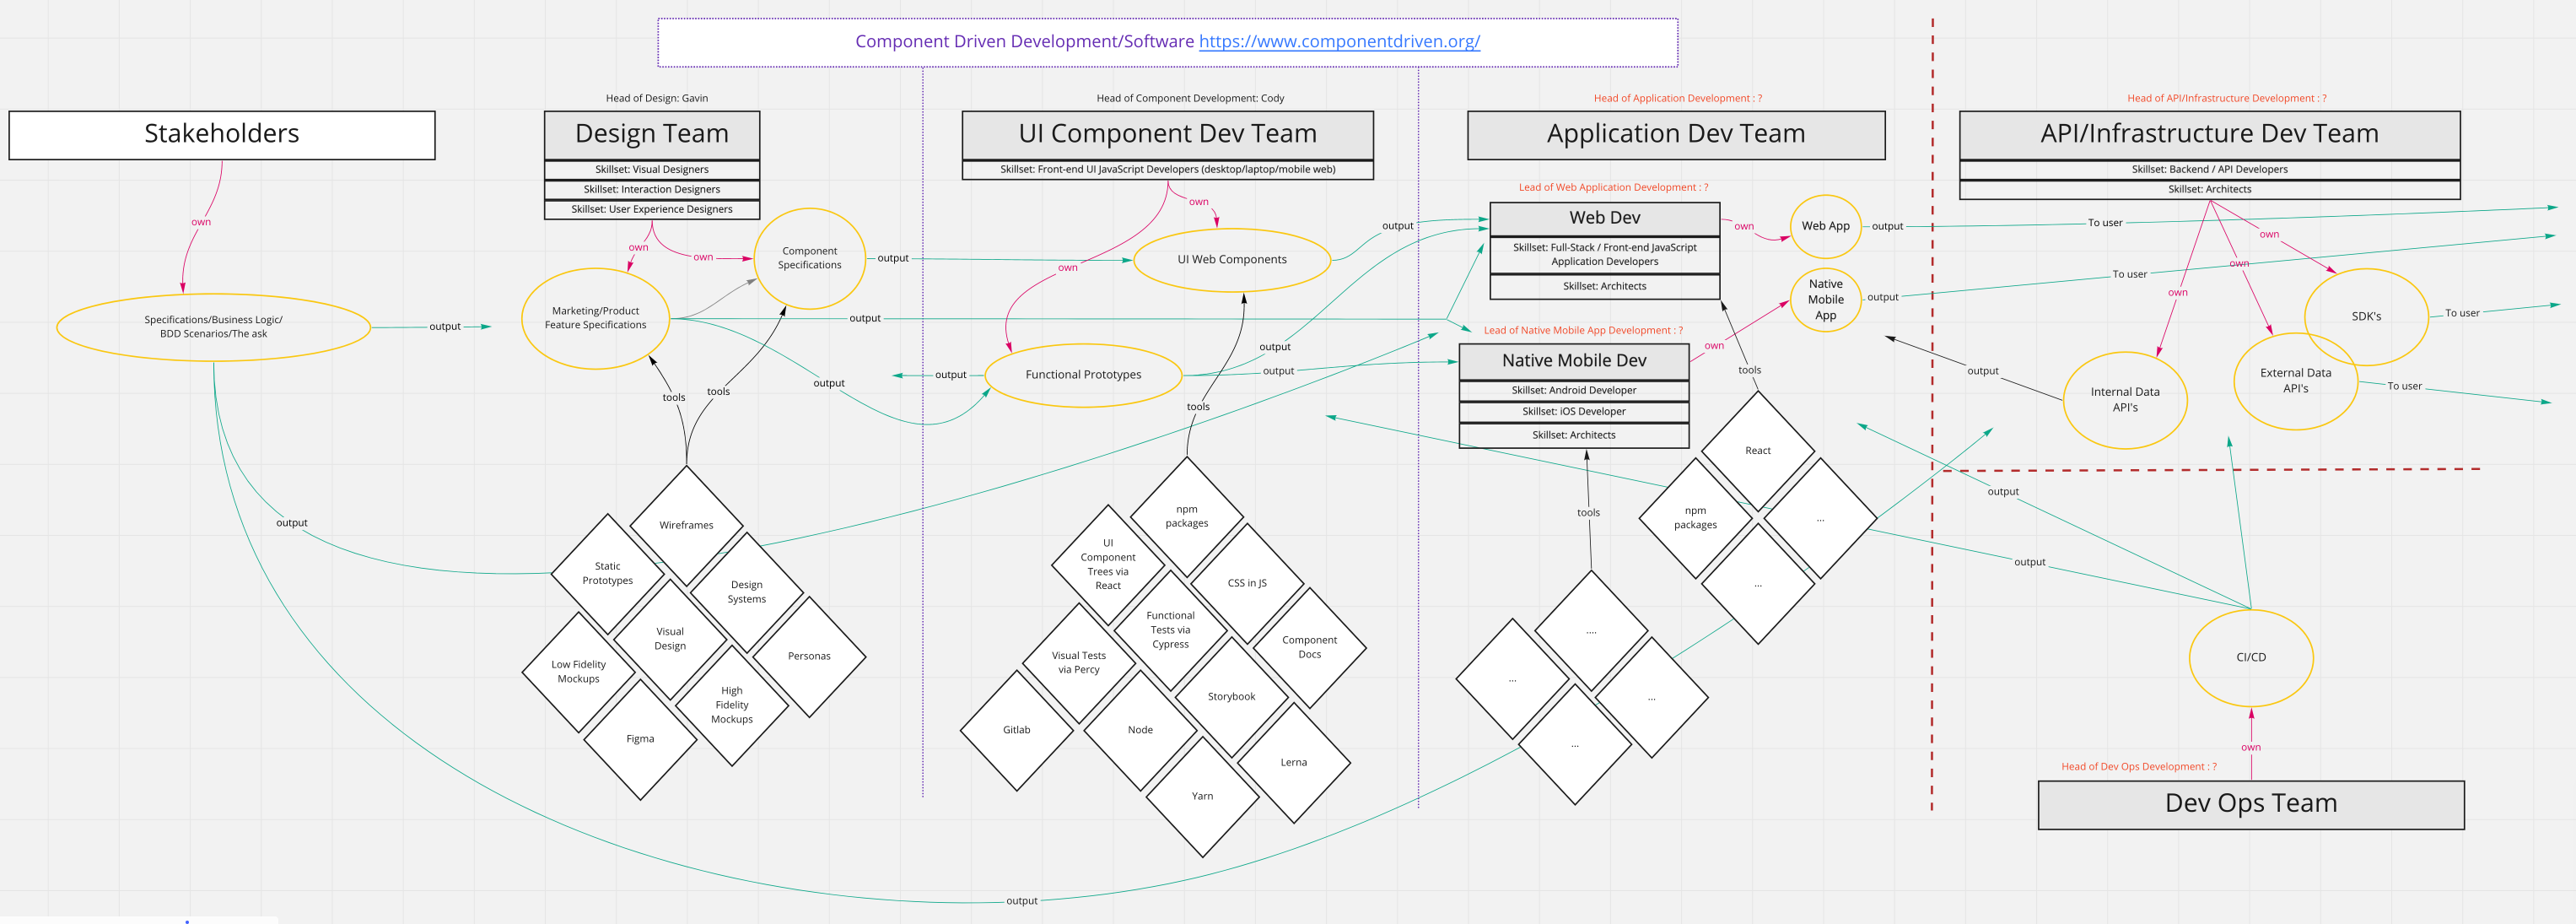 Component Driven Development/Software https://www.componentdriven.org/
Stakeholders
own
Specifications/Business Logic/
BDD Scenarios/The ask
output
output
output
Head of Design: Gavin
Design Team
Skillset: Visual Designers
Skillset: Interaction Designers
Skillset: User Experience Designers
own
own
Component
Specifications
output
Marketing/Product
Feature Specifications
output
output
tools
tools
Wireframes
Static
Prototypes
Design
Systems
Visual
Design
Personas
Low Fidelity
Mockups
High
Fidelity
Mockups
Figma
Head of Component Development: Cody
UI Component Dev Team
Skillset: Front-end UI JavaScript Developers (desktop/laptop/mobile web)
own
own
UI Web Components
output
Functional Prototypes
output
output
output
tools
npm
packages
UI
Component
Trees via
React
CSS in JS
Functional
Tests via
Cypress
Component
Docs
Visual Tests
via Percy
Storybook
Gitlab
Node
Lerna
Yarn
Head of Application Development : ?
Application Dev Team
Lead of Web Application Development : ?
Web Dev
Skillset: Full-Stack / Front-end JavaScript
Application Developers
Skillset: Architects
own
Web App
output
To user
Lead of Native Mobile App Development : ?
Native Mobile Dev
Skillset: Android Developer
Skillset: iOS Developer
Skillset: Architects
own
Native
Mobile
App
output
To user
tools
React
npm
packages
...
...
tools
....
...
...
...
Head of API/Infrastructure Development : ?
API/Infrastructure Dev Team
Skillset: Backend / API Developers
Skillset: Architects
own
own
own
SDK's
To user
External Data
API's
To user
Internal Data
API's
output
output
output
CI/CD
own
Head of Dev Ops Development : ?
Dev Ops Team